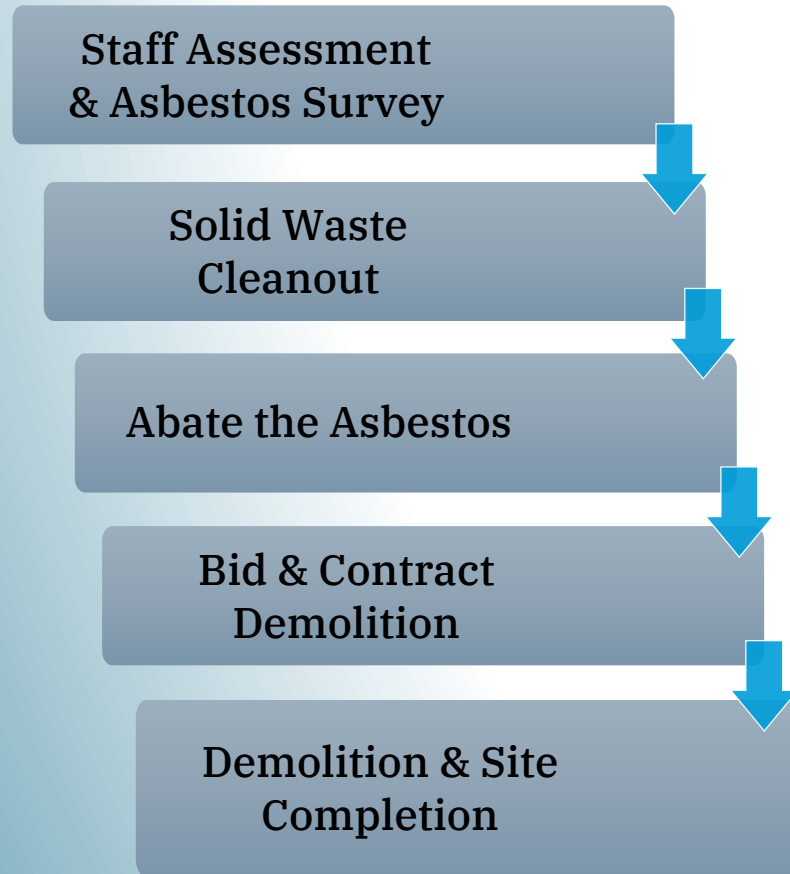 Staff Assessment
& Asbestos Survey
Solid Waste
Cleanout
Abate the Asbestos
Bid & Contract
Demolition
Demolition & Site
Completion